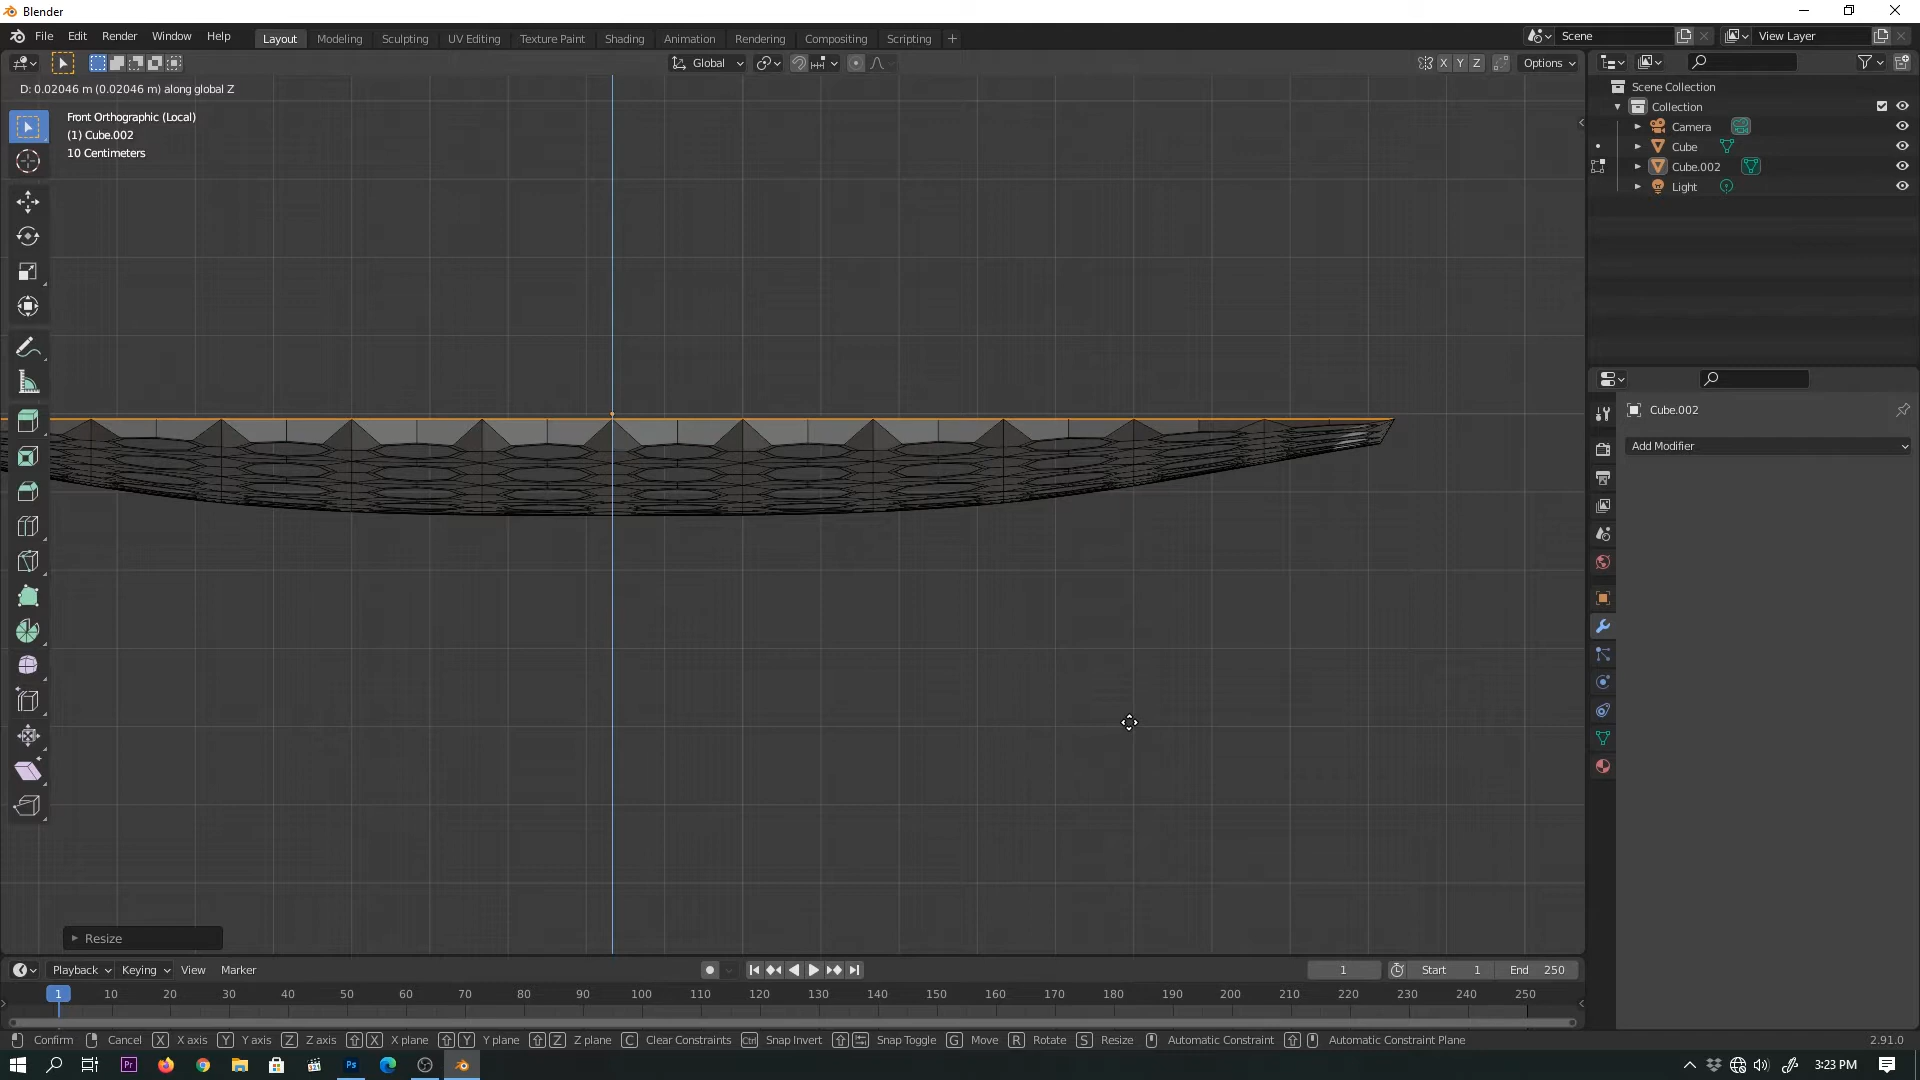 Blender
File Edit Render Window Help
Layout Modeling Sculpting UV Editing Texture Paint Shading Animation Rendering Compositing Scripting +
Scene
View Layer
Global
X Y Z
Options
D: 0.02046 m (0.02046 m) along global Z
Front Orthographic (Local)
(1) Cube.002
10 Centimeters
Scene Collection
Collection
Camera
Cube
Cube.002
Light
Cube.002
Add Modifier
Resize
Playback Keying View Marker
1
Start 1
End 250
1 10 20 30 40 50 60 70 80 90 100 110 120 130 140 150 160 170 180 190 200 210 220 230 240 250
Confirm Cancel X X axis Y Y axis Z Z axis X X plane Y Y plane Z Z plane C Clear Constraints Ctrl Snap Invert Snap Toggle G Move R Rotate S Resize Automatic Constraint Automatic Constraint Plane 2.91.0
Pr Ps 3:23 PM